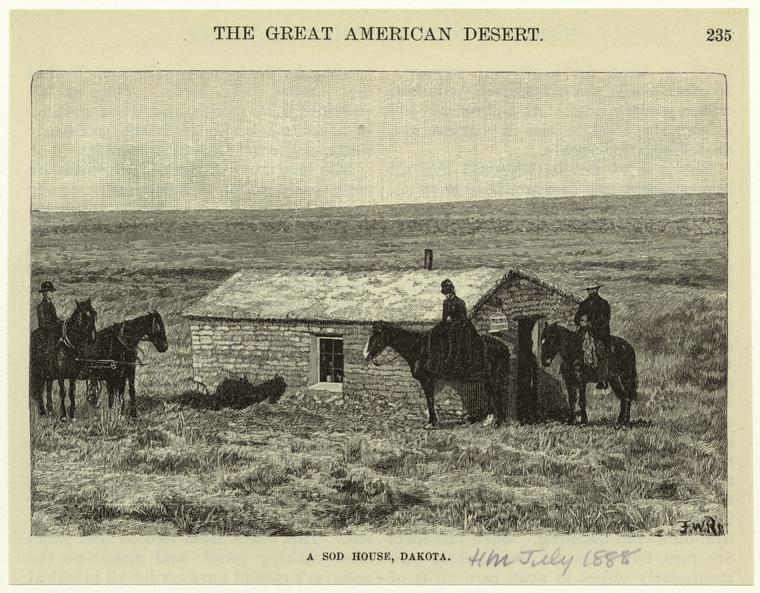 THE GREAT AMERICAN DESERT. 235
A SOD HOUSE, DAKOTA. HM July 1888